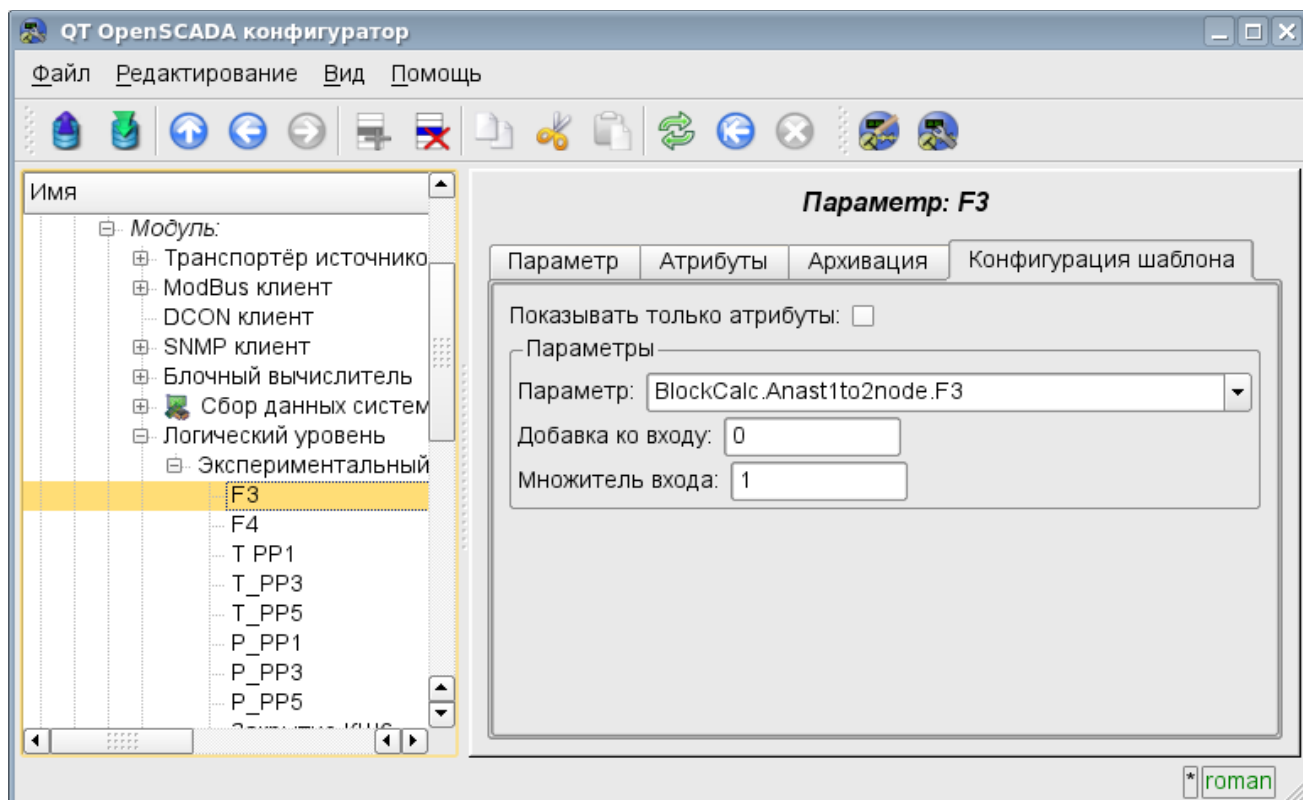 QT OpenSCADA конфигуратор
Файл Редактирование Вид Помощь
Имя
Модуль:
Транспортёр источнико
ModBus клиент
DCON клиент
SNMP клиент
Блочный вычислитель
Сбор данных систем
Логический уровень
Экспериментальный
F3
F4
T PP1
T_PP3
T_PP5
P_PP1
P_PP3
P_PP5
Параметр: F3
Параметр Атрибуты Архивация Конфигурация шаблона
Показывать только атрибуты:
Параметры
Параметр: BlockCalc.Anast1to2node.F3
Добавка ко входу: 0
Множитель входа: 1
* roman